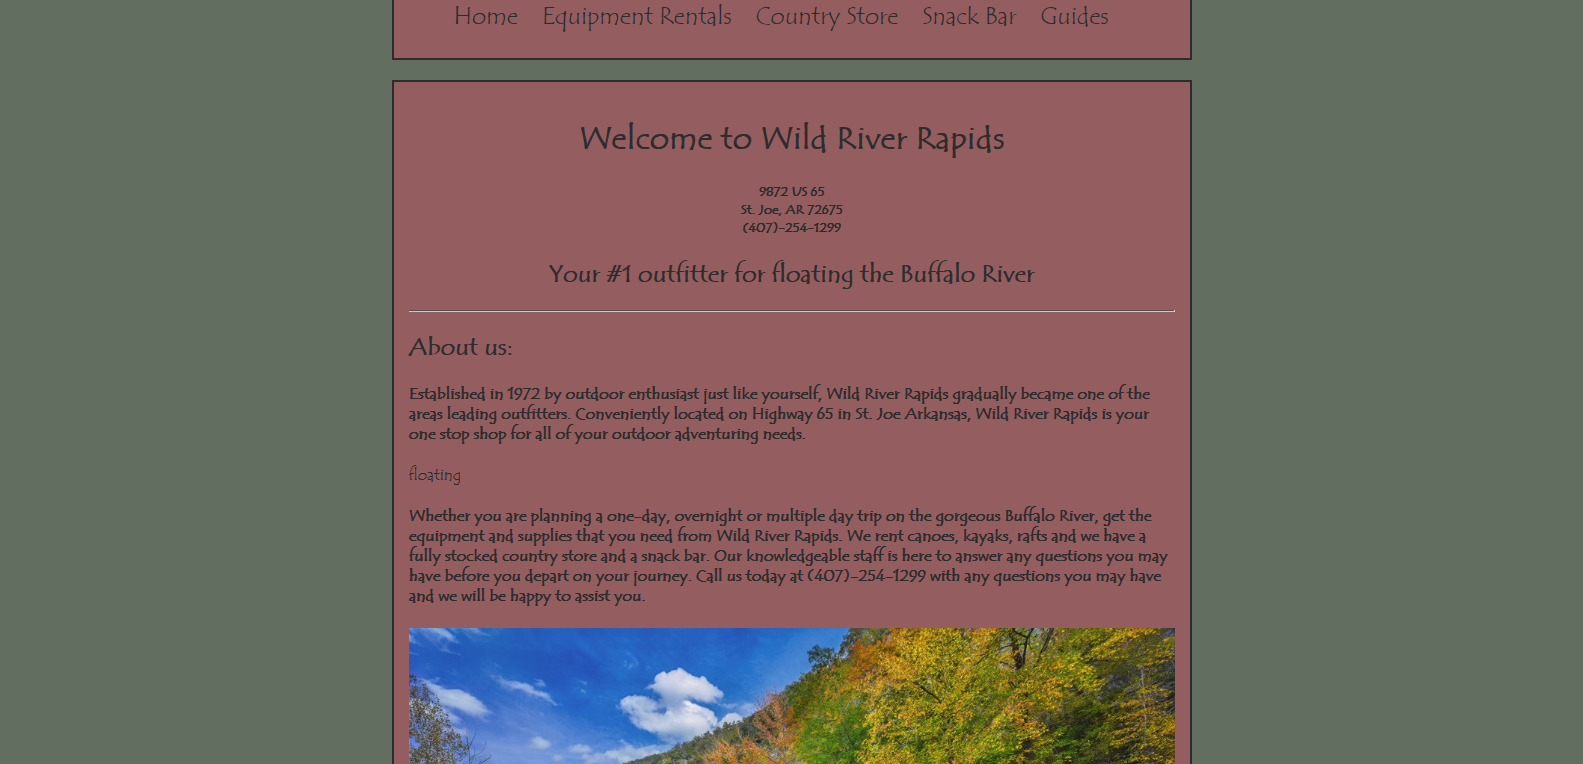 Home Equipment Rentals Country Store Snack Bar Guides
Welcome to Wild River Rapids
9872 US 65
St. Joe, AR 72675
(407)-254-1299
Your #1 outfitter for floating the Buffalo River
About us:
Established in 1972 by outdoor enthusiast just like yourself, Wild River Rapids gradually became one of the
areas leading outfitters. Conveniently located on Highway 65 in St. Joe Arkansas, Wild River Rapids is your
one stop shop for all of your outdoor adventuring needs.
floating
Whether you are planning a one-day, overnight or multiple day trip on the gorgeous Buffalo River, get the
equipment and supplies that you need from Wild River Rapids. We rent canoes, kayaks, rafts and we have a
fully stocked country store and a snack bar. Our knowledgeable staff is here to answer any questions you may
have before you depart on your journey. Call us today at (407)-254-1299 with any questions you may have
and we will be happy to assist you.